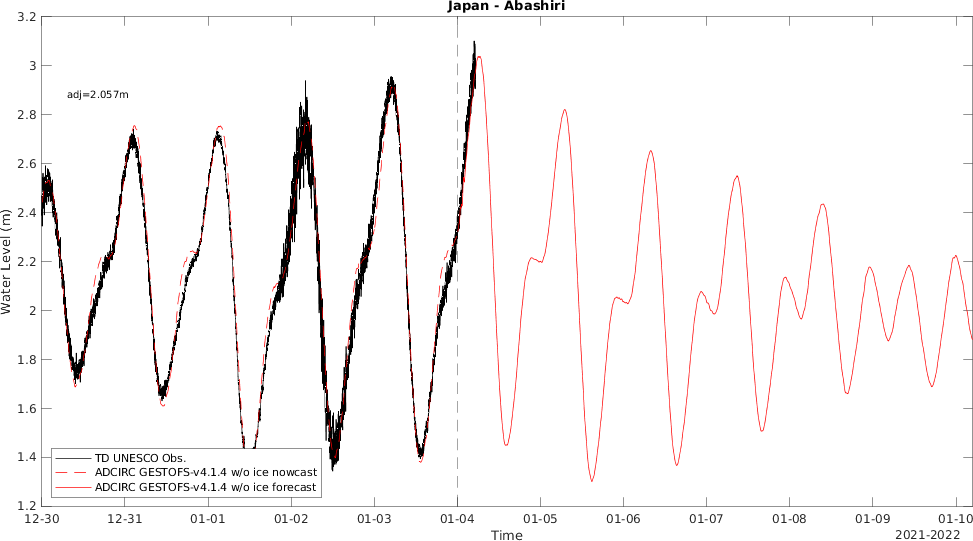 Japan - Abashiri
3.2
3
2.8
2.6
2.4
2.2
2
1.8
1.6
1.4
1.2
Water Level (m)
adj=2.057m
TD UNESCO Obs.
ADCIRC GESTOFS-v4.1.4 w/o ice nowcast
ADCIRC GESTOFS-v4.1.4 w/o ice forecast
12-30 12-31 01-01 01-02 01-03 01-04 01-05 01-06 01-07 01-08 01-09 01-10
Time
2021-2022